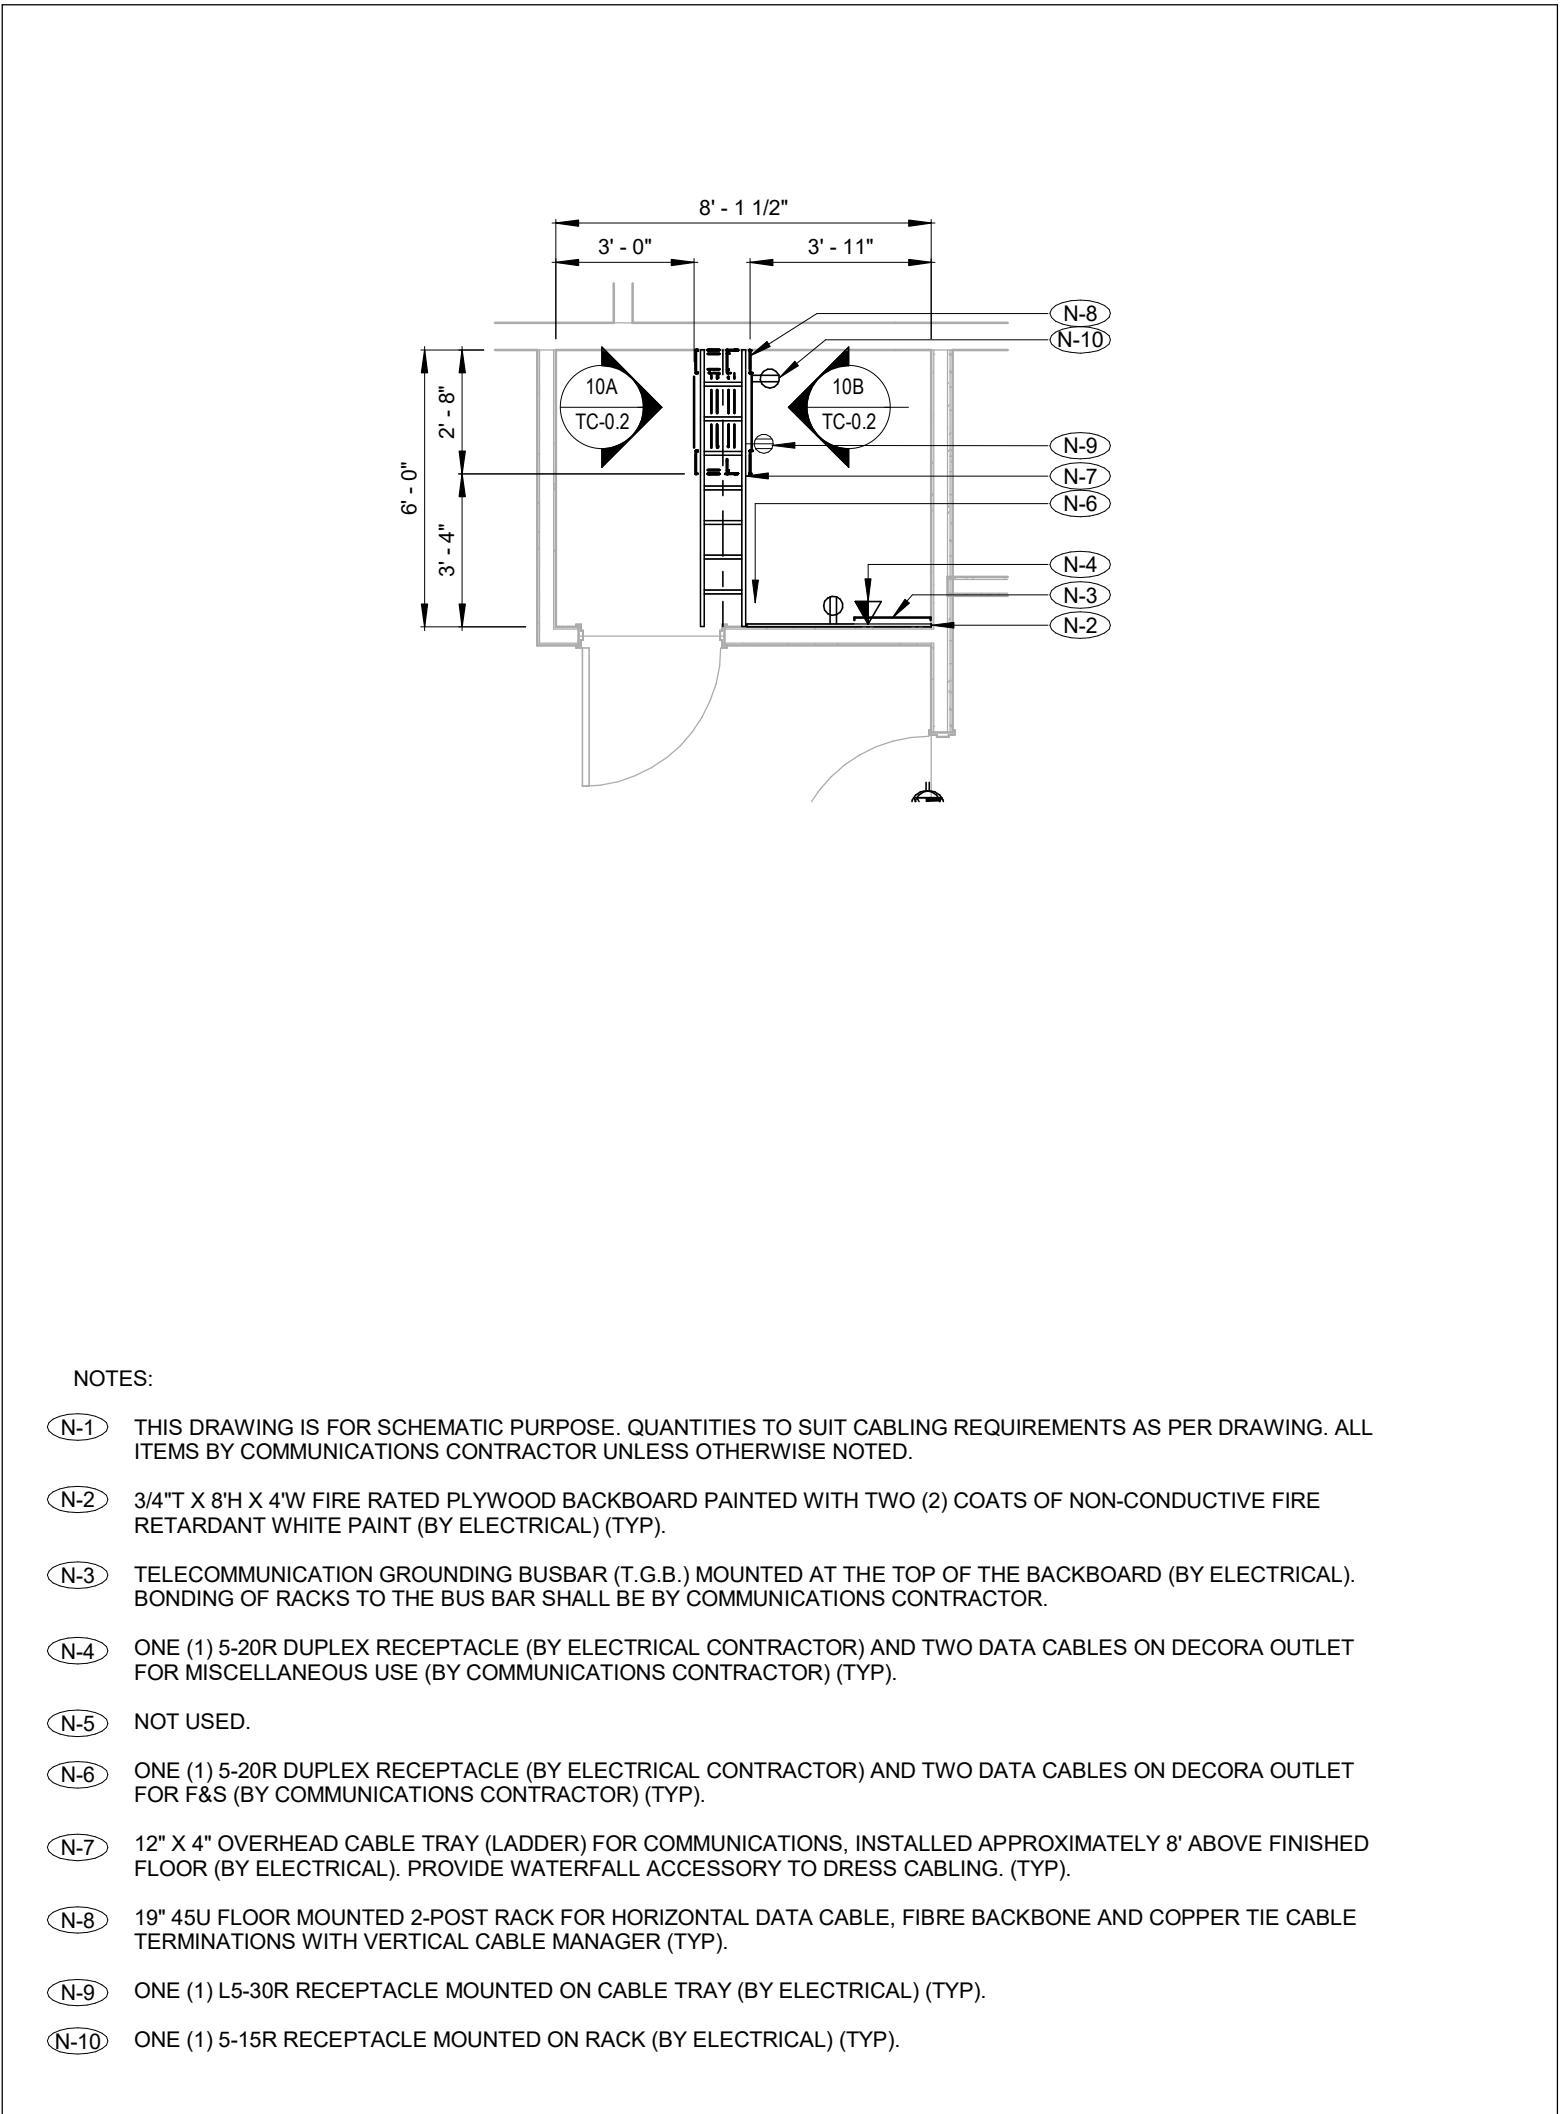 8' - 1 1/2"
3' - 0"
3' - 11"
N-8
N-10
10A
TC-0.2
10B
TC-0.2
2' - 8"
6' - 0"
3' - 4"
N-9
N-7
N-6
N-4
N-3
N-2
NOTES:
N-1 THIS DRAWING IS FOR SCHEMATIC PURPOSE. QUANTITIES TO SUIT CABLING REQUIREMENTS AS PER DRAWING. ALL
ITEMS BY COMMUNICATIONS CONTRACTOR UNLESS OTHERWISE NOTED.
N-2 3/4"T X 8'H X 4'W FIRE RATED PLYWOOD BACKBOARD PAINTED WITH TWO (2) COATS OF NON-CONDUCTIVE FIRE
RETARDANT WHITE PAINT (BY ELECTRICAL) (TYP).
N-3 TELECOMMUNICATION GROUNDING BUSBAR (T.G.B.) MOUNTED AT THE TOP OF THE BACKBOARD (BY ELECTRICAL).
BONDING OF RACKS TO THE BUS BAR SHALL BE BY COMMUNICATIONS CONTRACTOR.
N-4 ONE (1) 5-20R DUPLEX RECEPTACLE (BY ELECTRICAL CONTRACTOR) AND TWO DATA CABLES ON DECORA OUTLET
FOR MISCELLANEOUS USE (BY COMMUNICATIONS CONTRACTOR) (TYP).
N-5 NOT USED.
N-6 ONE (1) 5-20R DUPLEX RECEPTACLE (BY ELECTRICAL CONTRACTOR) AND TWO DATA CABLES ON DECORA OUTLET
FOR F&S (BY COMMUNICATIONS CONTRACTOR) (TYP).
N-7 12" X 4" OVERHEAD CABLE TRAY (LADDER) FOR COMMUNICATIONS, INSTALLED APPROXIMATELY 8' ABOVE FINISHED
FLOOR (BY ELECTRICAL). PROVIDE WATERFALL ACCESSORY TO DRESS CABLING. (TYP).
N-8 19" 45U FLOOR MOUNTED 2-POST RACK FOR HORIZONTAL DATA CABLE, FIBRE BACKBONE AND COPPER TIE CABLE
TERMINATIONS WITH VERTICAL CABLE MANAGER (TYP).
N-9 ONE (1) L5-30R RECEPTACLE MOUNTED ON CABLE TRAY (BY ELECTRICAL) (TYP).
N-10 ONE (1) 5-15R RECEPTACLE MOUNTED ON RACK (BY ELECTRICAL) (TYP).